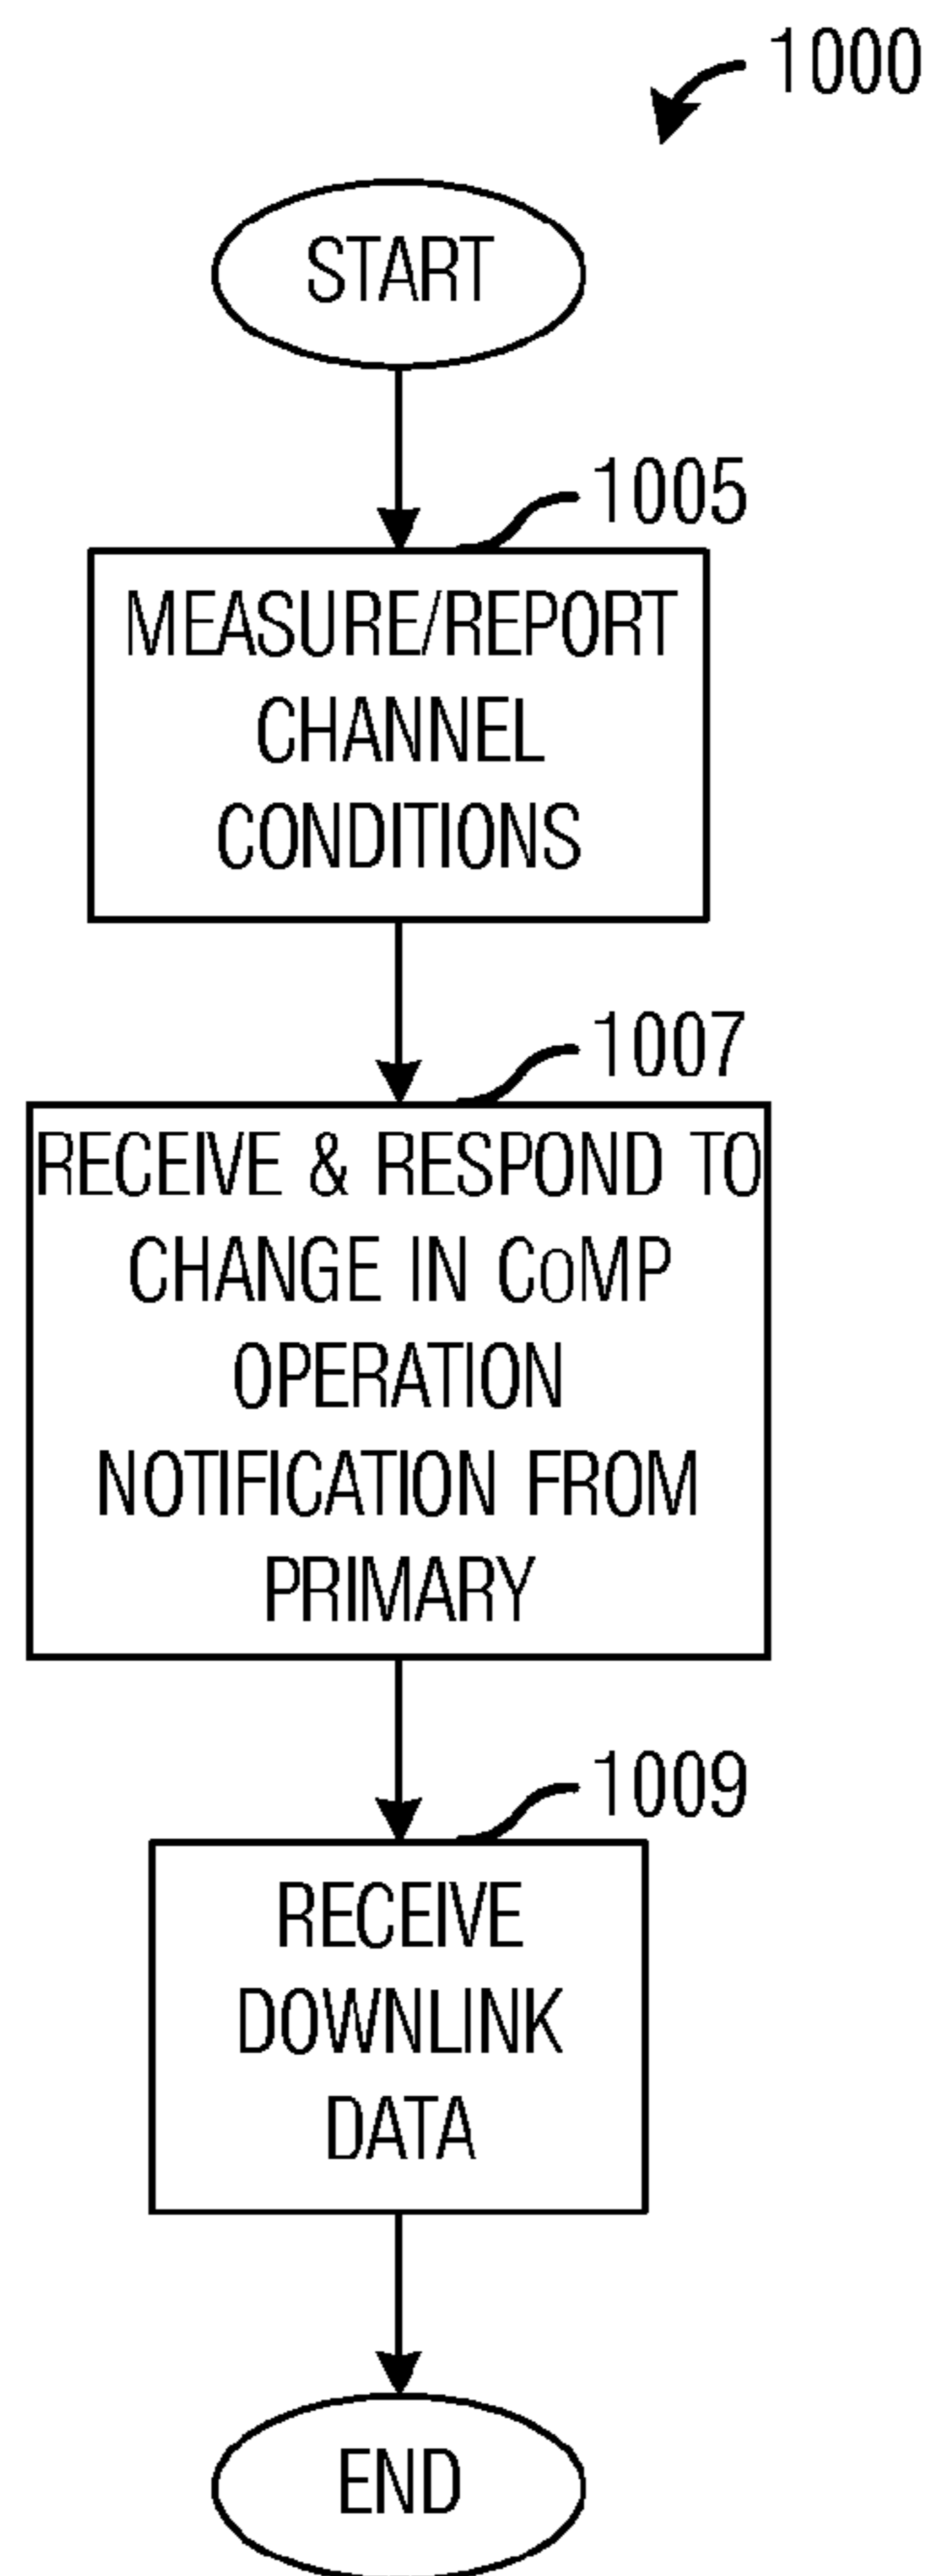 1000
START
1005
MEASURE/REPORT
CHANNEL
CONDITIONS
1007
RECEIVE & RESPOND TO
CHANGE IN CoMP
OPERATION
NOTIFICATION FROM
PRIMARY
1009
RECEIVE
DOWNLINK
DATA
END